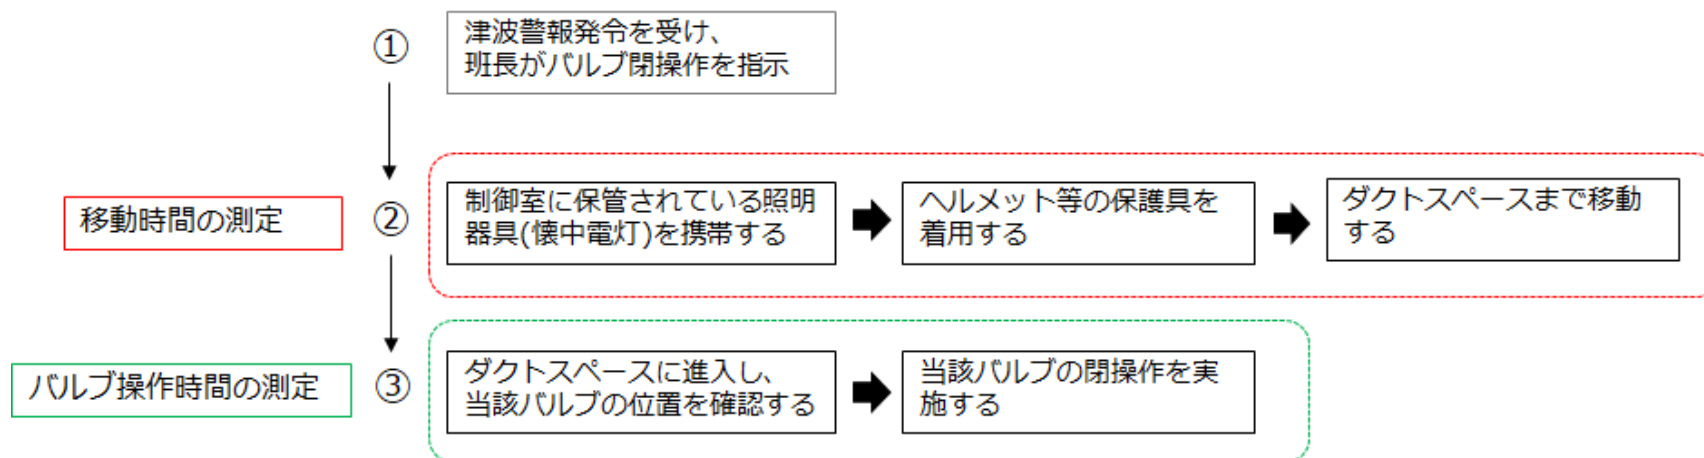 ①
津波警報発令を受け、
班長がバルブ閉操作を指示
移動時間の測定
②
制御室に保管されている照明
器具(懐中電灯)を携帯する
ヘルメット等の保護具を
着用する
ダクトスペースまで移動
する
バルブ操作時間の測定
③
ダクトスペースに進入し、
当該バルブの位置を確認する
当該バルブの閉操作を実
施する